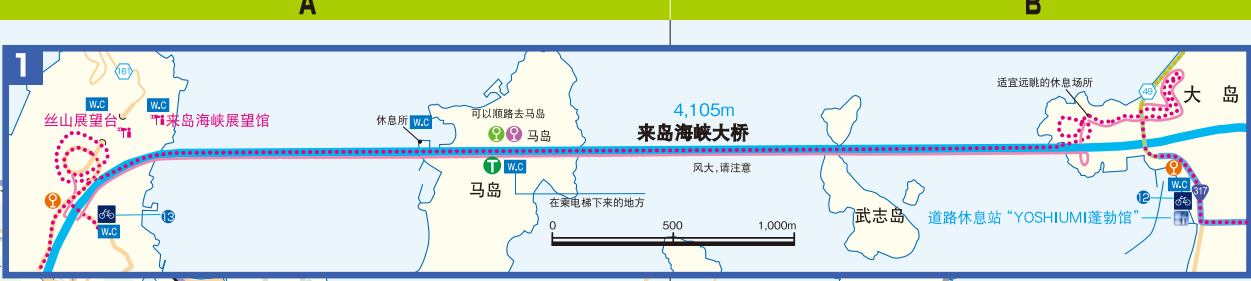 A
B
1
161
W.C
W.C
丝山展望台
来岛海峡展望馆
13
W.C
休息所
W.C
可以顺路去马岛
马岛
T
W.C
马岛
在乘电梯下来的地方
4,105m
来岛海峡大桥
风大,请注意
0
500
1,000m
武志岛
适宜远眺的休息场所
49
大 岛
W.C
12
317
道路休息站“YOSHIUMI蓬勃馆”